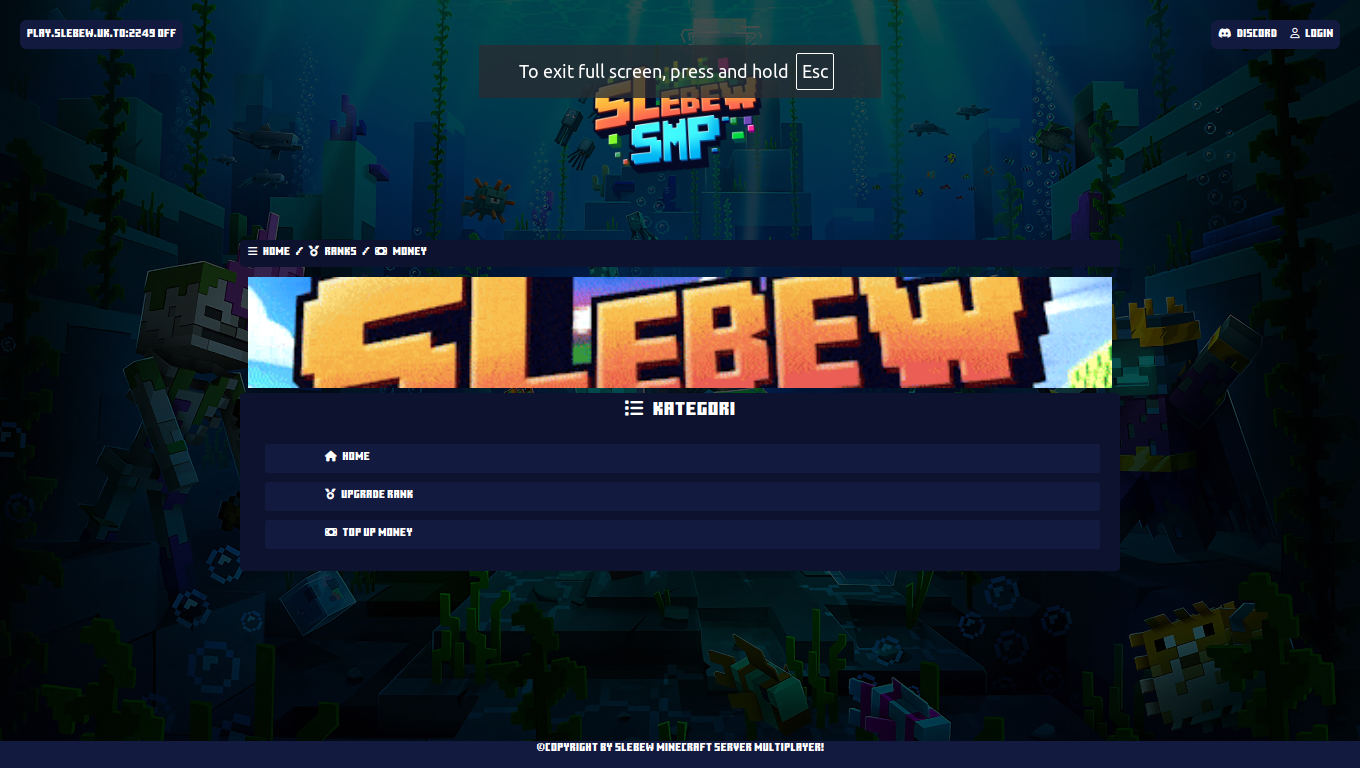 PLAY.SLEBEW.UK.TO:2249 OFF
DISCORD LOGIN
To exit full screen, press and hold Esc
SLEBEW
SMP
HOME / RANKS / MONEY
SLEBEW
KATEGORI
HOME
UPGRADE RANK
TOP UP MONEY
©COPYRIGHT BY SLEBEW MINECRAFT SERVER MULTIPLAYER!